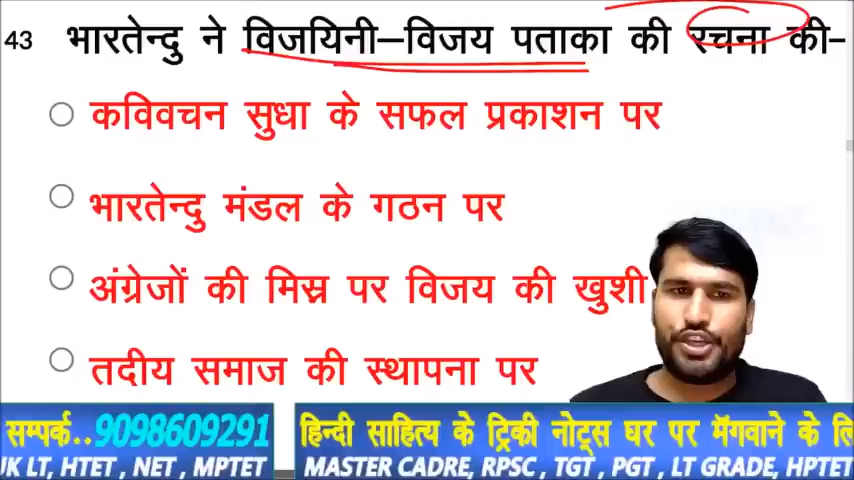 43 भारतेन्दु ने विजयिनी–विजय पताका की रचना की-
कविवचन सुधा के सफल प्रकाशन पर
भारतेन्दु मंडल के गठन पर
अंग्रेजों की मिस्र पर विजय की खुशी
तदीय समाज की स्थापना पर
सम्पर्क..9098609291 हिन्दी साहित्य के ट्रिकी नोट्स घर पर मँगवाने के लि
UK LT, HTET , NET , MPTET MASTER CADRE, RPSC , TGT , PGT , LT GRADE, HPTET